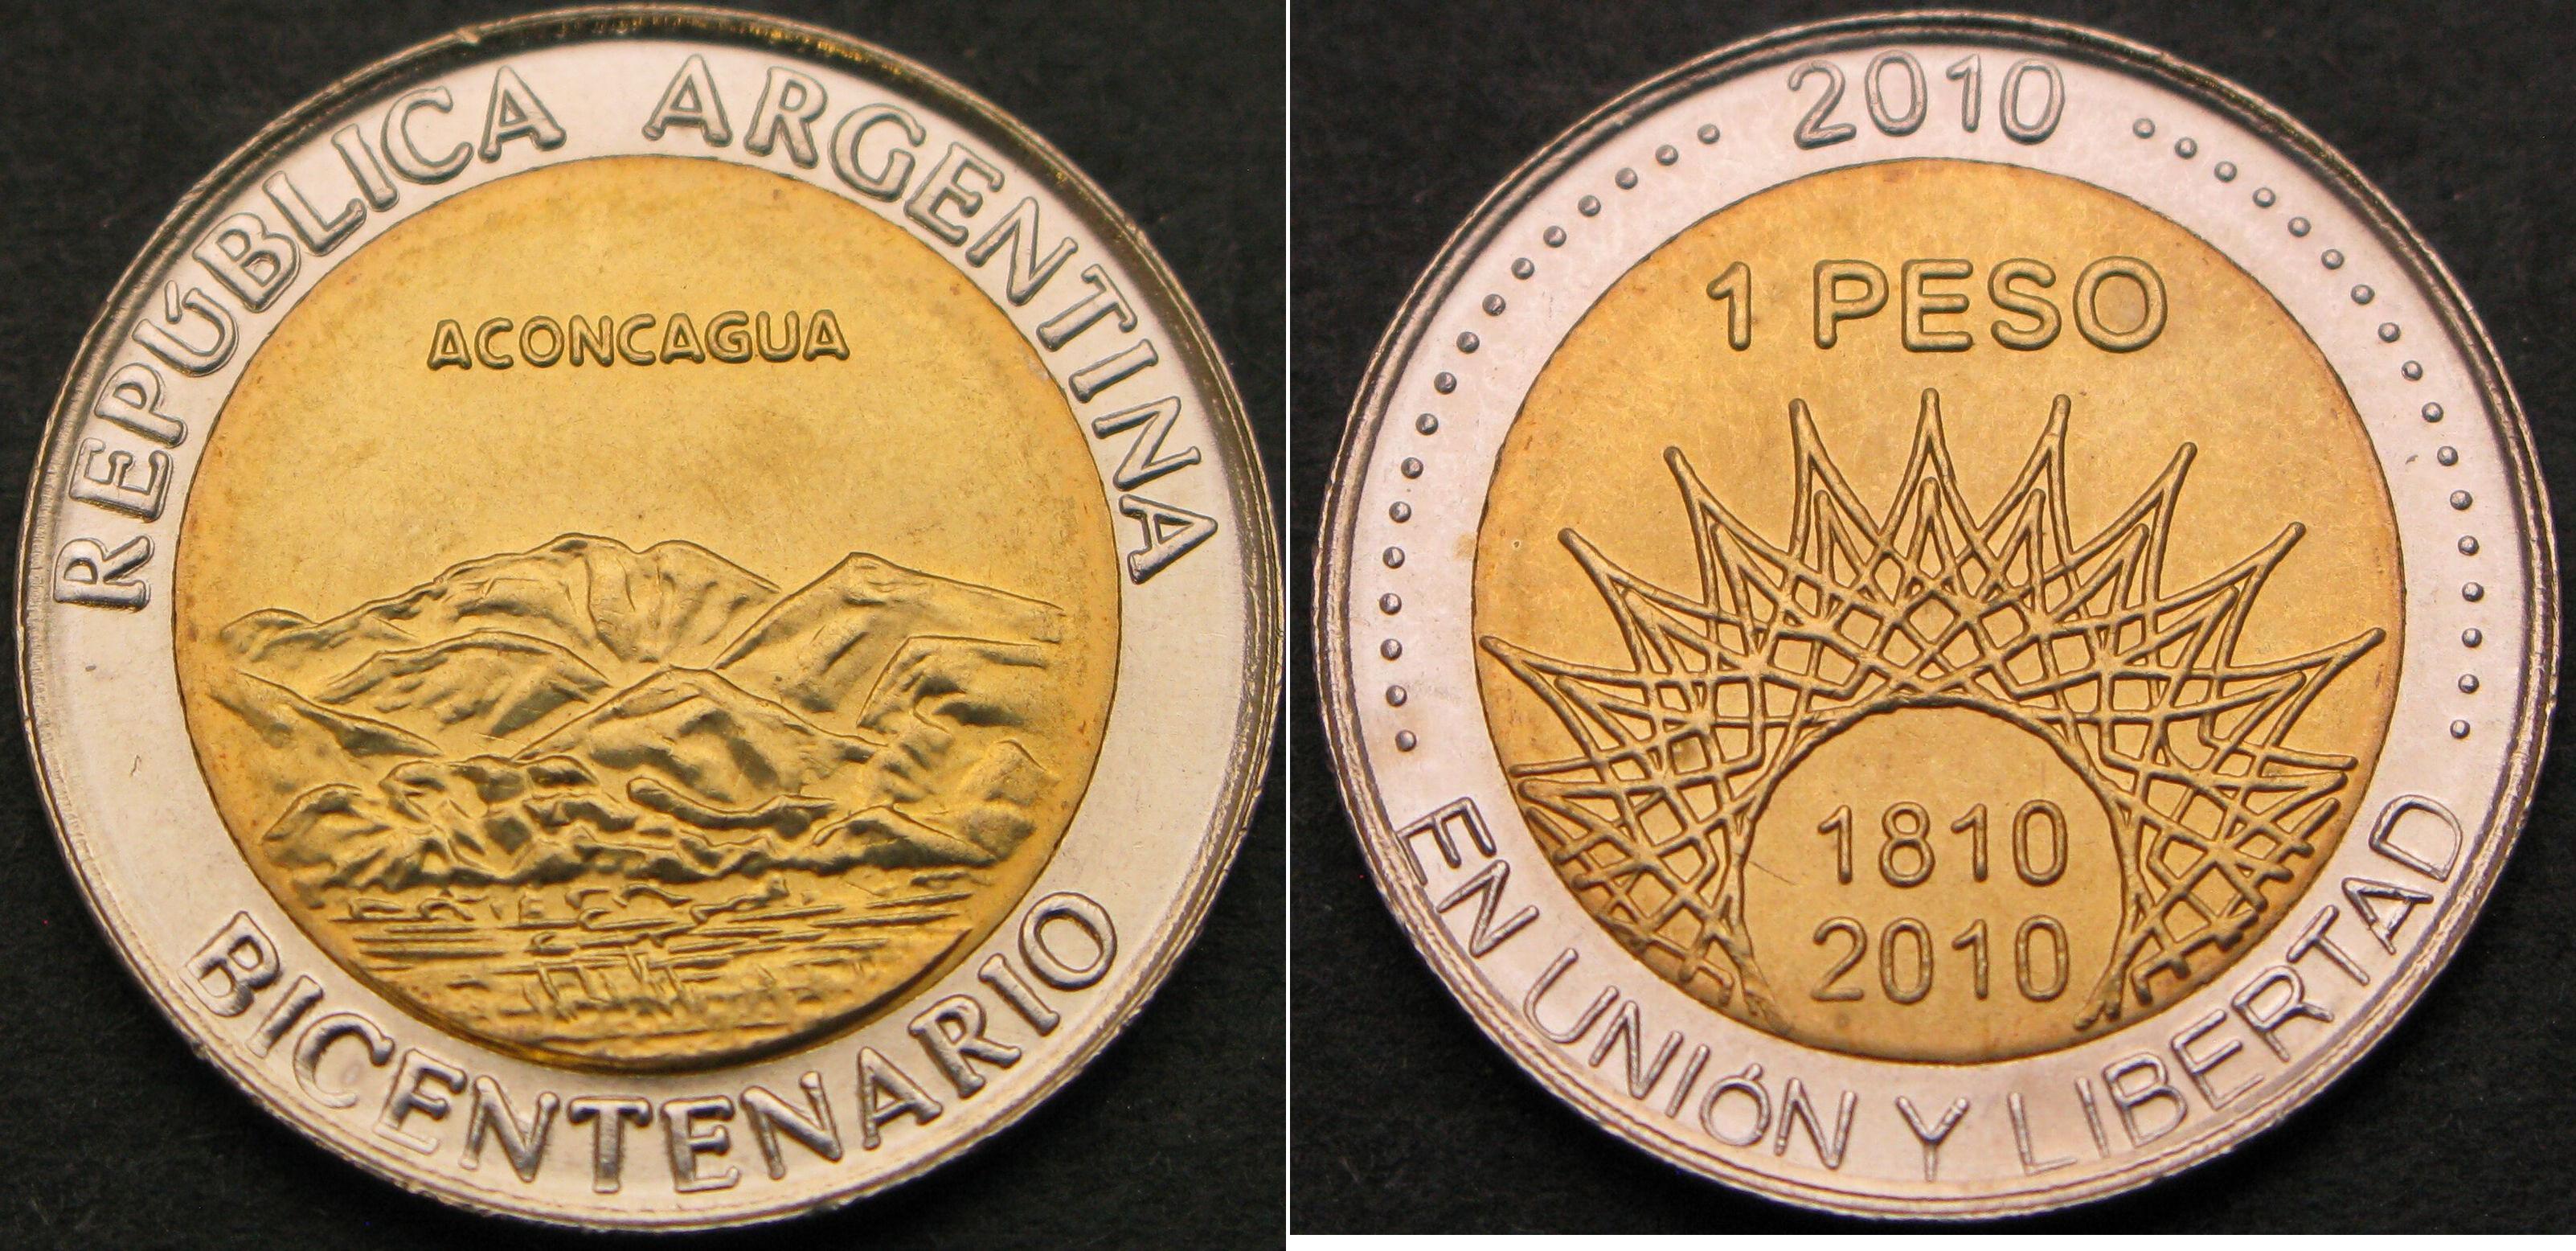 REPÚBLICA ARGENTINA
ACONCAGUA
BICENTENARIO
2010
1 PESO
1810
2010
EN UNIÓN Y LIBERTAD